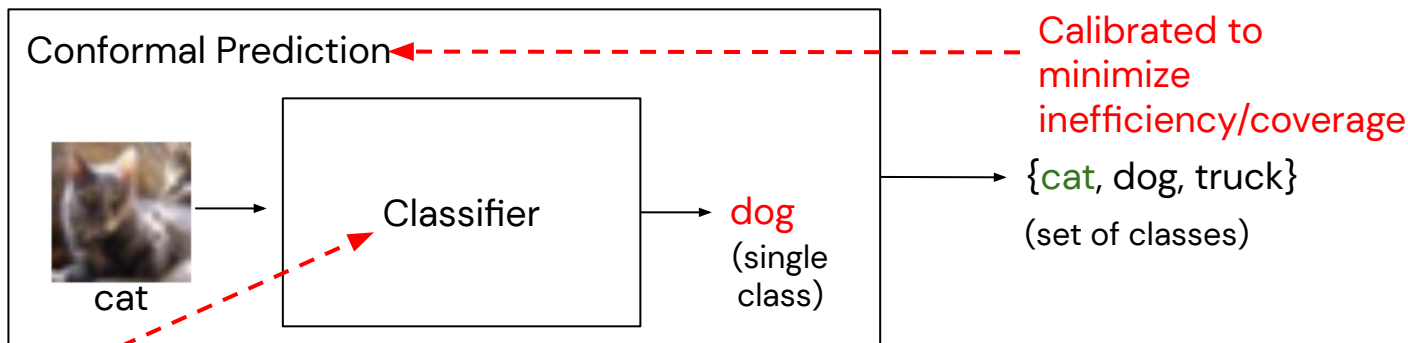 Conformal Prediction
Calibrated to
minimize
inefficiency/coverage
cat
Classifier
dog
(single
class)
{cat, dog, truck}
(set of classes)